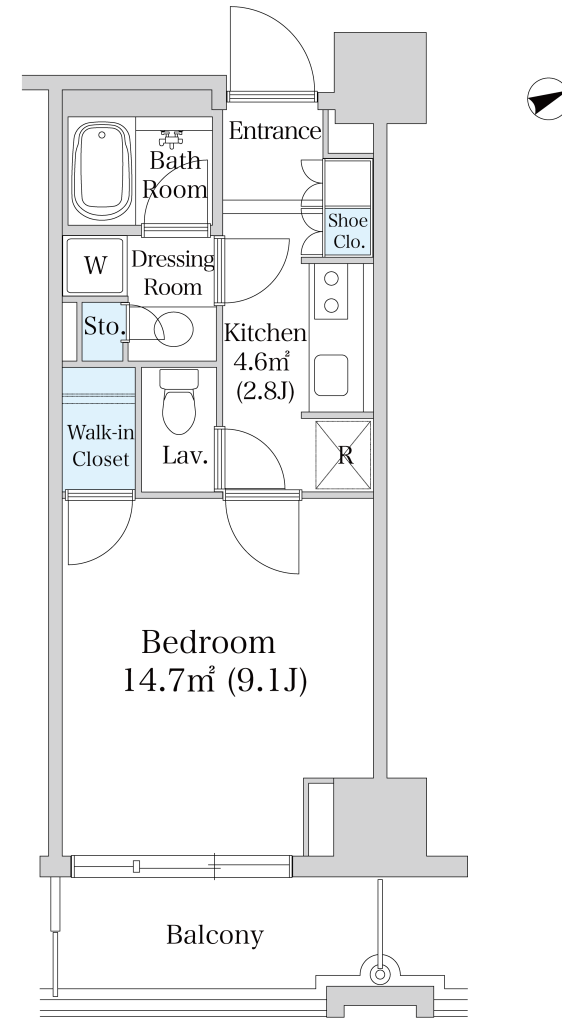 Entrance
Bath
Room
Shoe
Clo.
W
Dressing
Room
Sto.
Kitchen
4.6㎡
(2.8J)
Walk-in
Closet
Lav.
R
Bedroom
14.7㎡ (9.1J)
Balcony